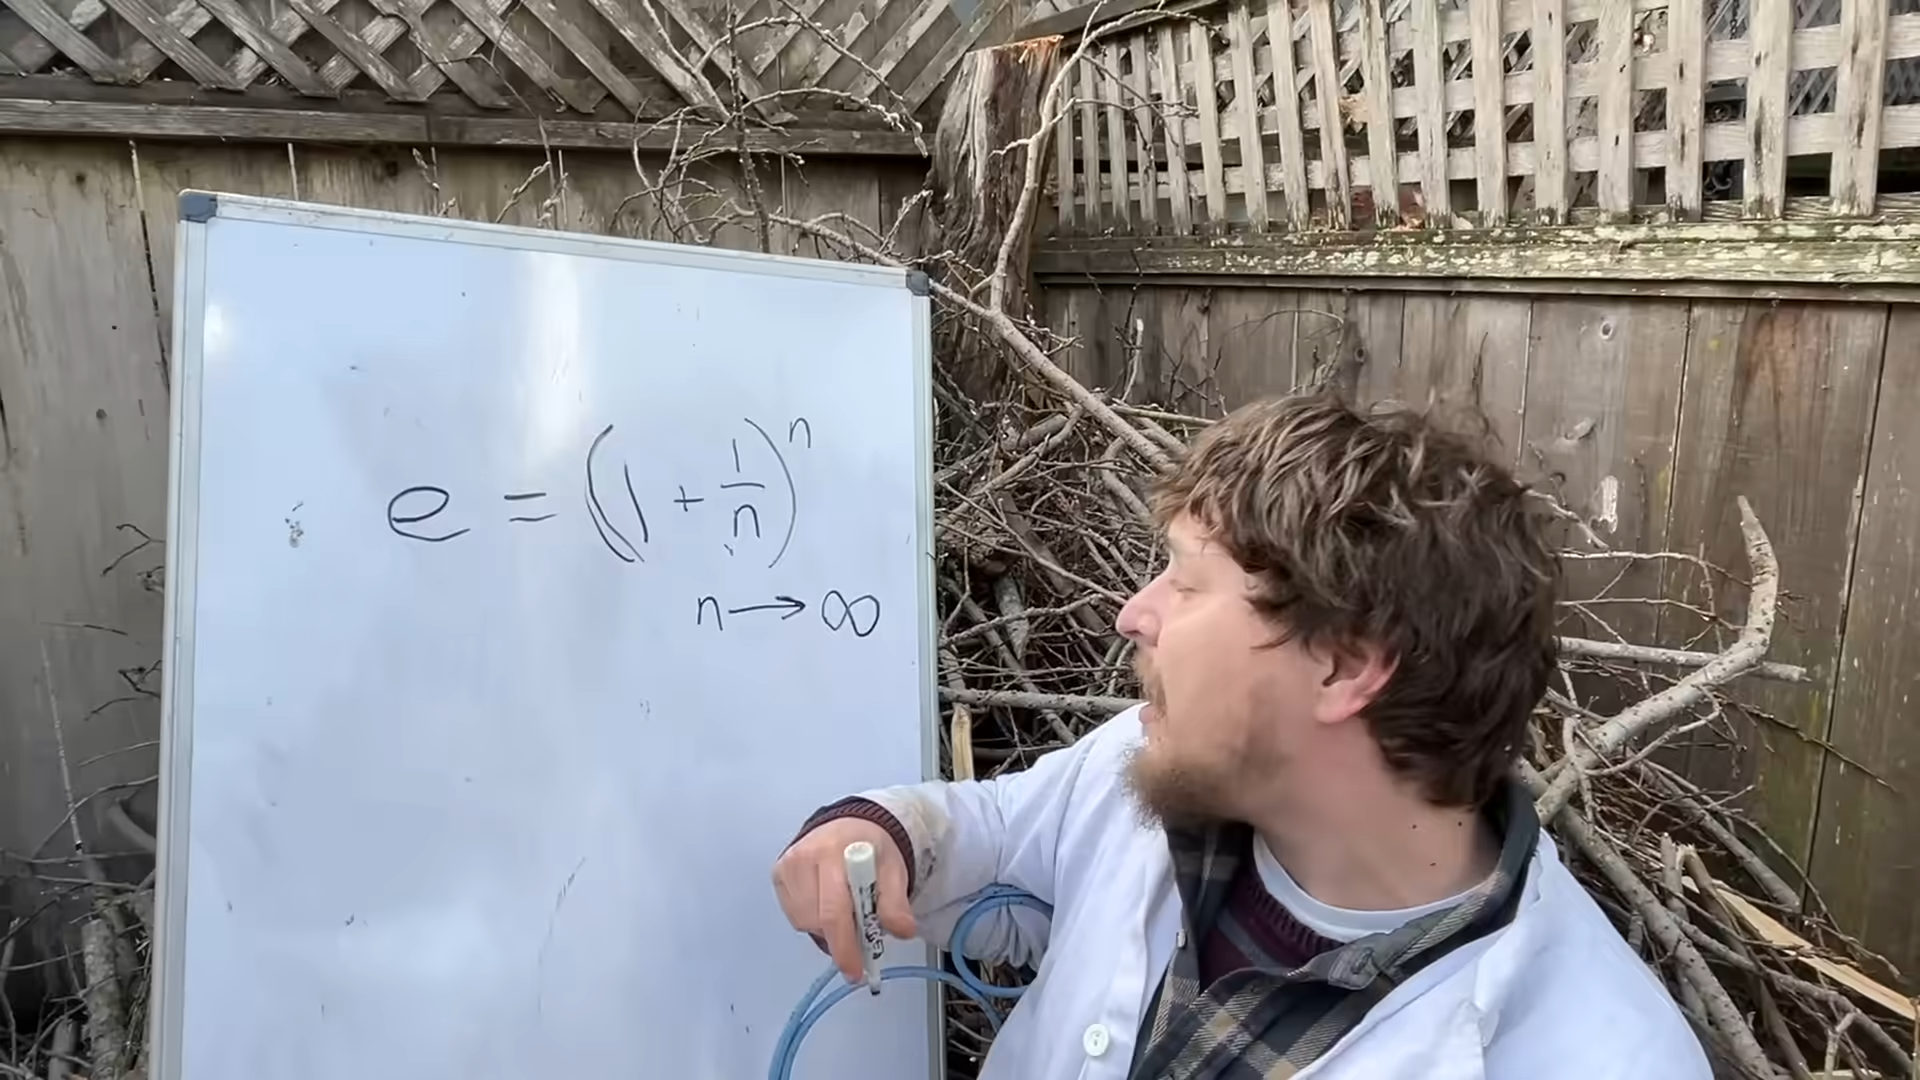 e = (1 + 1/n)^n
n → ∞